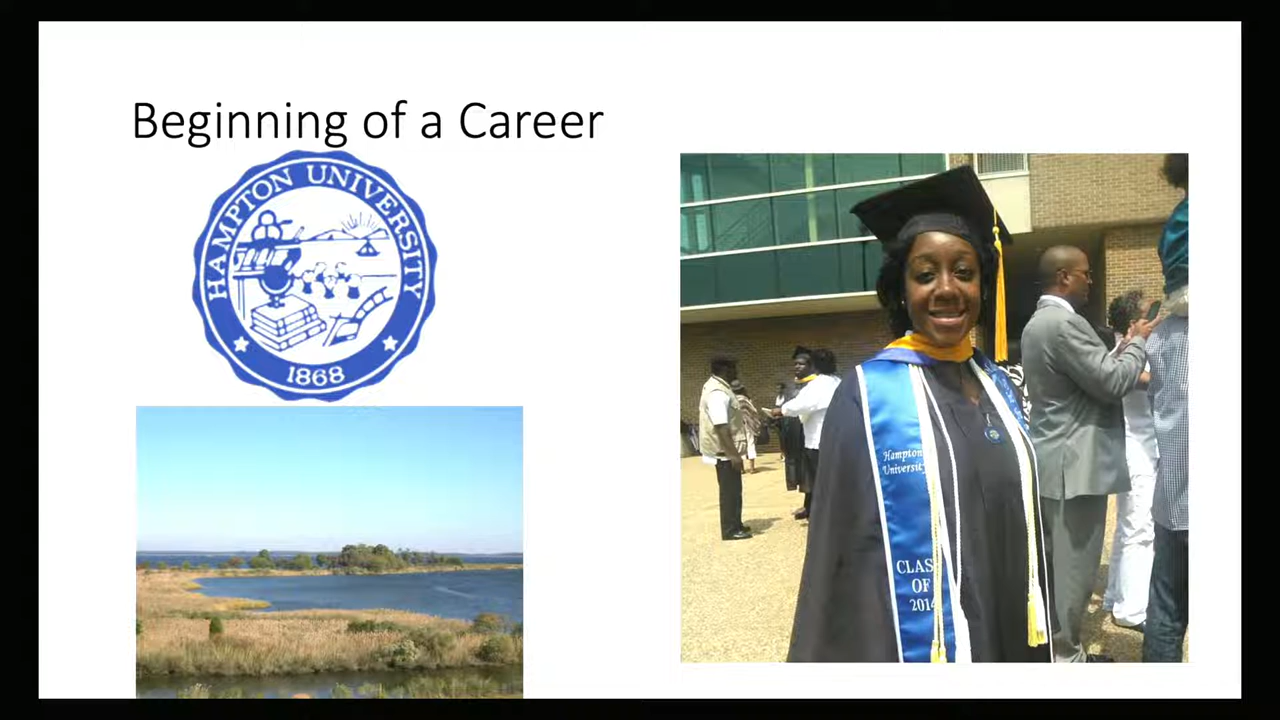 Beginning of a Career
HAMPTON UNIVERSITY
1868
Hampton
University
CLASS
OF
2014